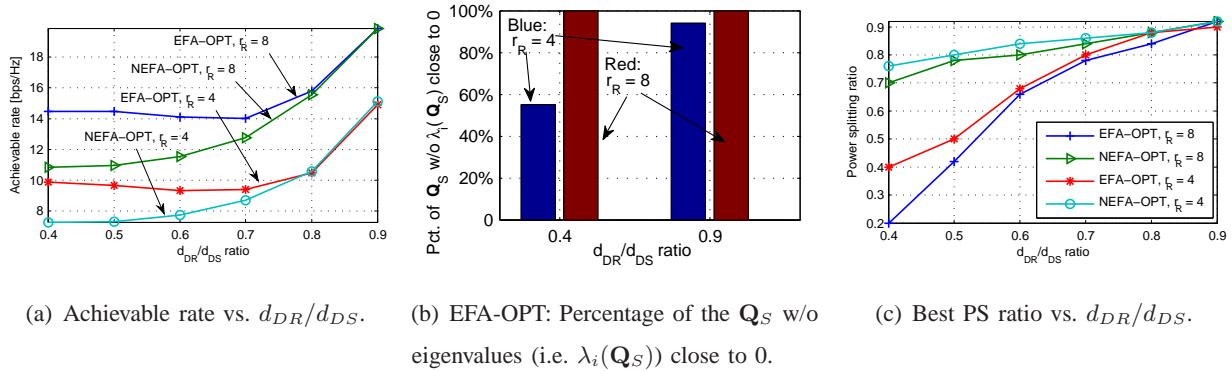 18
16
14
12
10
8
Achievable rate [bps/Hz]
EFA−OPT, r_R = 8
NEFA−OPT, r_R = 8
EFA−OPT, r_R = 4
NEFA−OPT, r_R = 4
0.4 0.5 0.6 0.7 0.8 0.9
d_DR/d_DS ratio
(a) Achievable rate vs. d_DR/d_DS.
100%
80%
60%
40%
20%
0
Pct. of Q_S w/o λ_i(Q_S) close to 0
Blue:
r_R = 4
Red:
r_R = 8
0.4 0.9
d_DR/d_DS ratio
(b) EFA-OPT: Percentage of the Q_S w/o
eigenvalues (i.e. λ_i(Q_S)) close to 0.
0.9
0.8
0.7
0.6
0.5
0.4
0.3
0.2
Power splitting ratio
EFA−OPT, r_R = 8
NEFA−OPT, r_R = 8
EFA−OPT, r_R = 4
NEFA−OPT, r_R = 4
0.4 0.5 0.6 0.7 0.8 0.9
d_DR/d_DS ratio
(c) Best PS ratio vs. d_DR/d_DS.